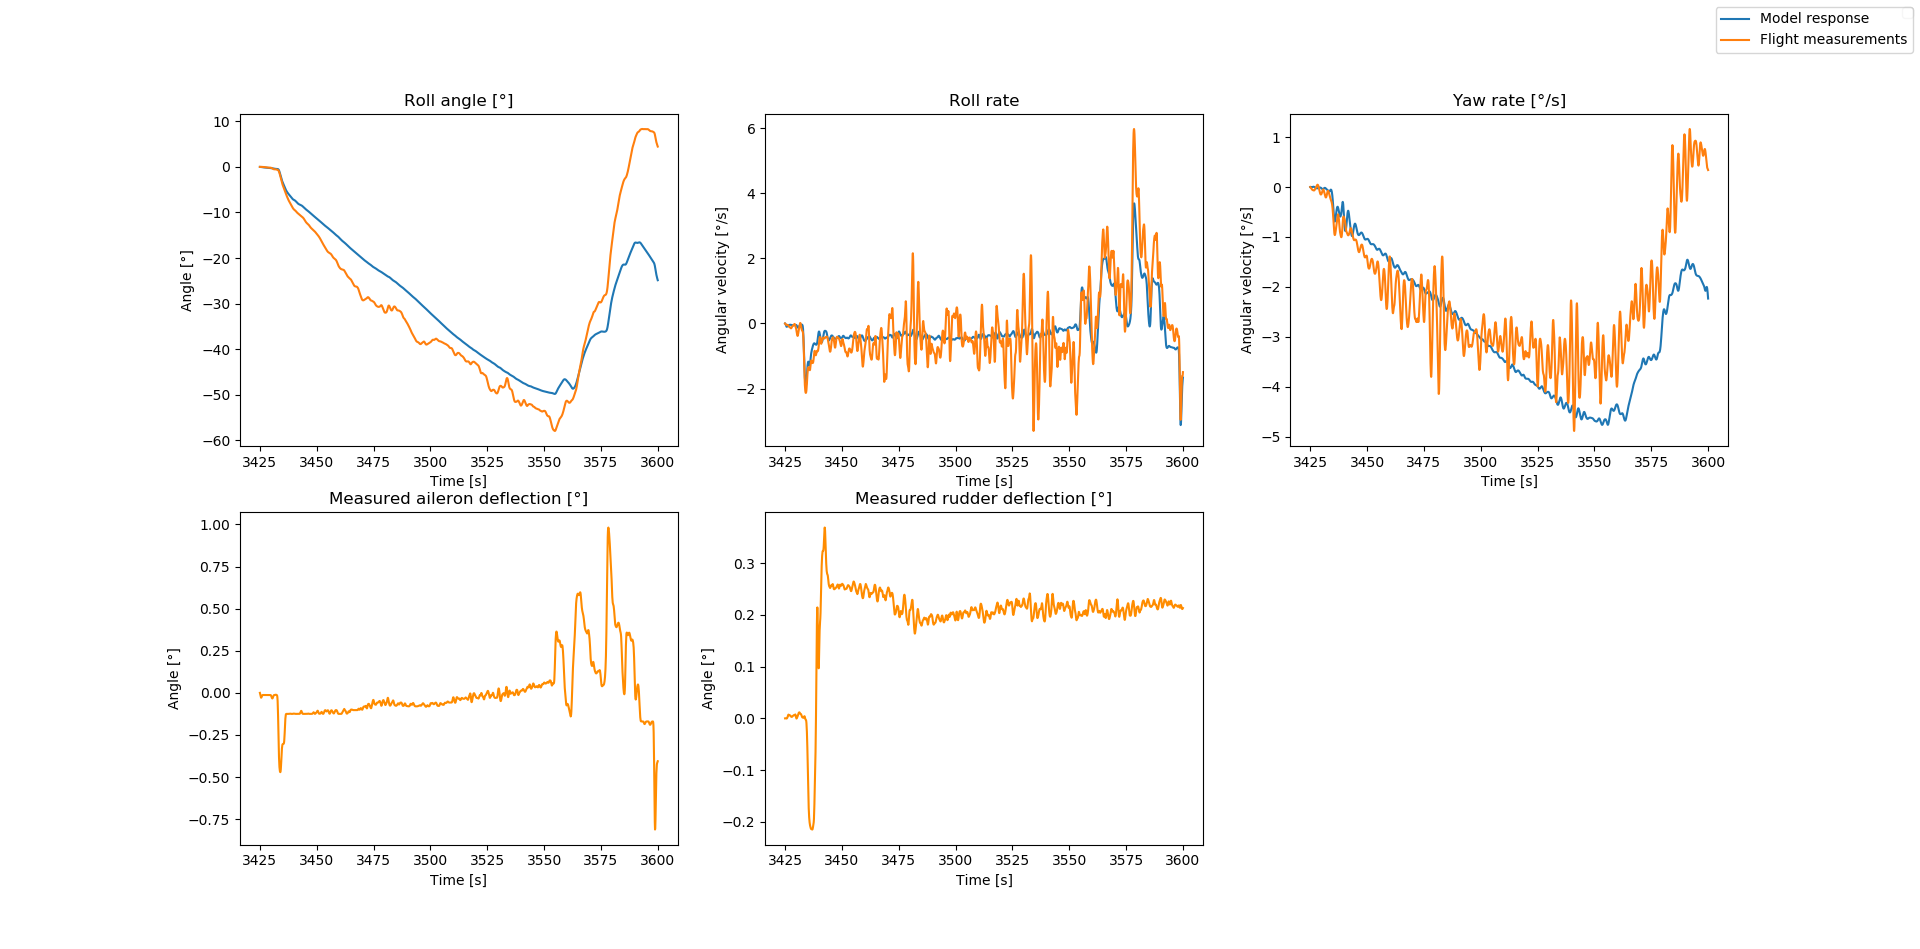 Model response
Flight measurements
Roll angle [°]
Roll rate
Yaw rate [°/s]
10
0
−10
−20
−30
−40
−50
−60
Angle [°]
3425 3450 3475 3500 3525 3550 3575 3600
Time [s]
6
4
2
0
−2
Angular velocity [°/s]
3425 3450 3475 3500 3525 3550 3575 3600
Time [s]
1
0
−1
−2
−3
−4
−5
Angular velocity [°/s]
3425 3450 3475 3500 3525 3550 3575 3600
Time [s]
Measured aileron deflection [°]
1.00
0.75
0.50
0.25
0.00
−0.25
−0.50
−0.75
Angle [°]
3425 3450 3475 3500 3525 3550 3575 3600
Time [s]
Measured rudder deflection [°]
0.3
0.2
0.1
0.0
−0.1
−0.2
Angle [°]
3425 3450 3475 3500 3525 3550 3575 3600
Time [s]